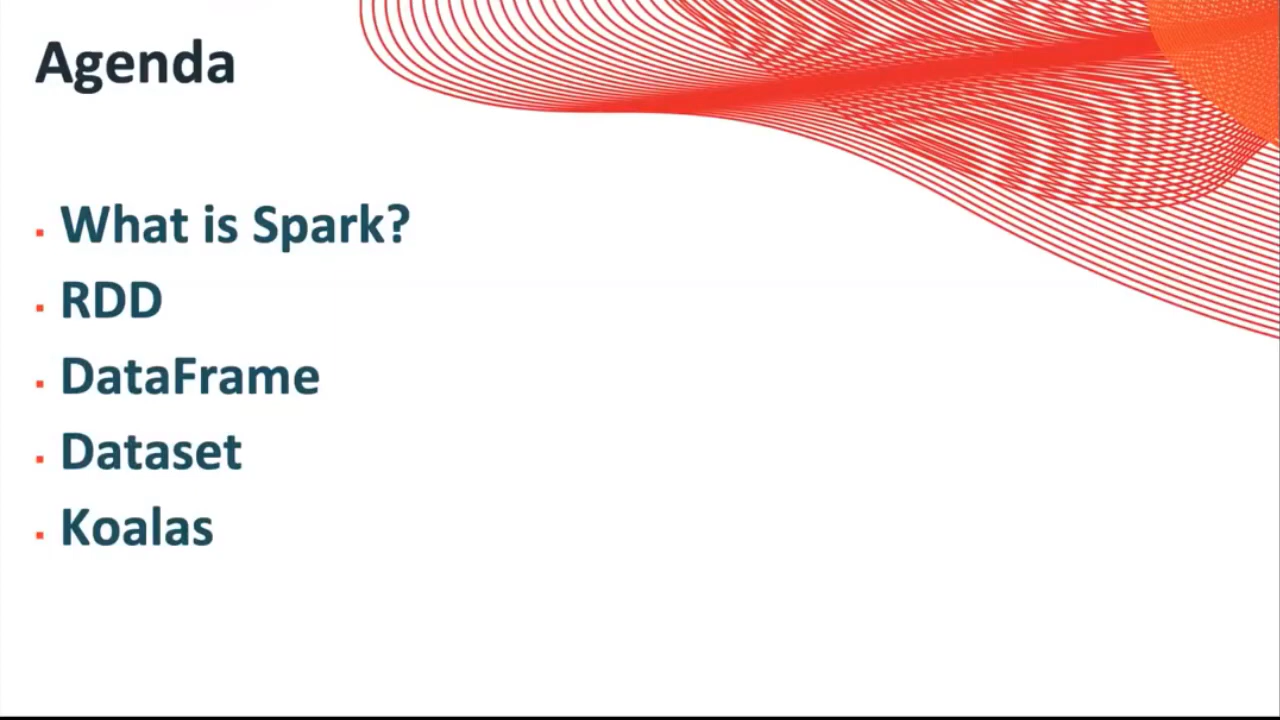 Agenda
What is Spark?
RDD
DataFrame
Dataset
Koalas